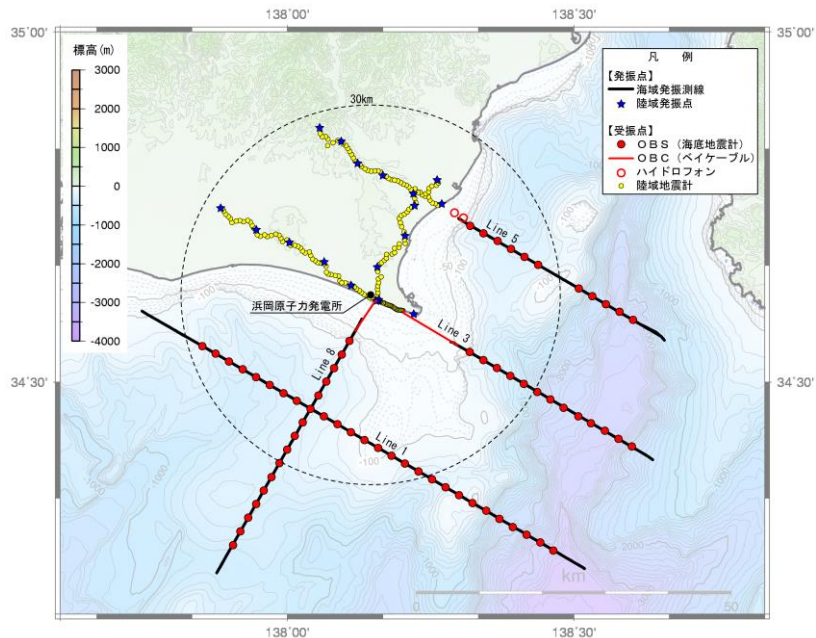 138°00'
138°30'
35°00'
35°00'
標高(m)
3000
2000
1000
0
-1000
-2000
-3000
-4000
凡 例
【発振点】
海域発振測線
陸域発振点
【受振点】
OBS (海底地震計)
OBC (ベイケーブル)
ハイドロフォン
陸域地震計
30km
Line 5
浜岡原子力発電所
Line 3
Line 8
Line 1
34°30'
34°30'
km
0
50
138°00'
138°30'